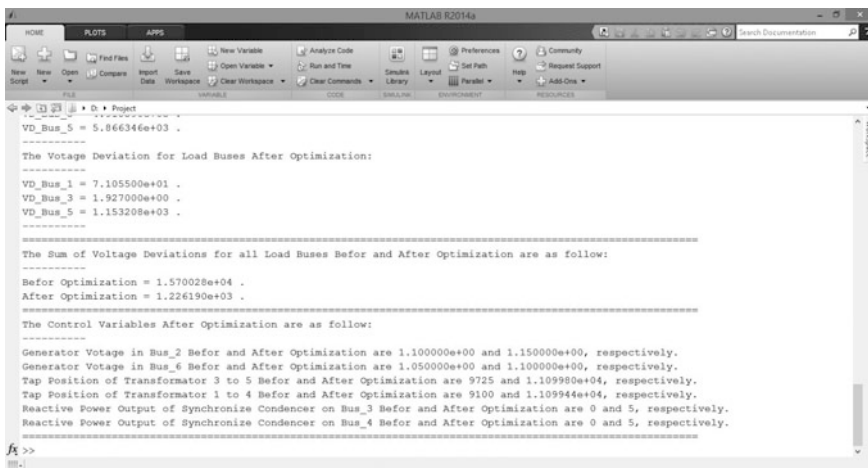 MATLAB R2014a
HOME PLOTS APPS
Search Documentation
New Script
New
Open
Find Files
Compare
Import Data
Save Workspace
New Variable
Open Variable
Clear Workspace
Analyze Code
Run and Time
Clear Commands
Simulink Library
Layout
Preferences
Set Path
Parallel
Help
Community
Request Support
Add-Ons
FILE VARIABLE CODE SIMULINK ENVIRONMENT RESOURCES
D: Project
VD_Bus_5 = 5.866346e+03 .
----------
The Votage Deviation for Load Buses After Optimization:
----------
VD_Bus_1 = 7.105500e+01 .
VD_Bus_3 = 1.927000e+00 .
VD_Bus_5 = 1.153208e+03 .
----------
The Sum of Voltage Deviations for all Load Buses Befor and After Optimization are as follow:
----------
Befor Optimization = 1.570028e+04 .
After Optimization = 1.226190e+03 .
The Control Variables After Optimization are as follow:
----------
Generator Votage in Bus_2 Befor and After Optimization are 1.100000e+00 and 1.150000e+00, respectively.
Generator Votage in Bus_6 Befor and After Optimization are 1.050000e+00 and 1.100000e+00, respectively.
Tap Position of Transformator 3 to 5 Befor and After Optimization are 9725 and 1.109980e+04, respectively.
Tap Position of Transformator 1 to 4 Befor and After Optimization are 9100 and 1.109944e+04, respectively.
Reactive Power Output of Synchronize Condencer on Bus_3 Befor and After Optimization are 0 and 5, respectively.
Reactive Power Output of Synchronize Condencer on Bus_4 Befor and After Optimization are 0 and 5, respectively.
fx >>